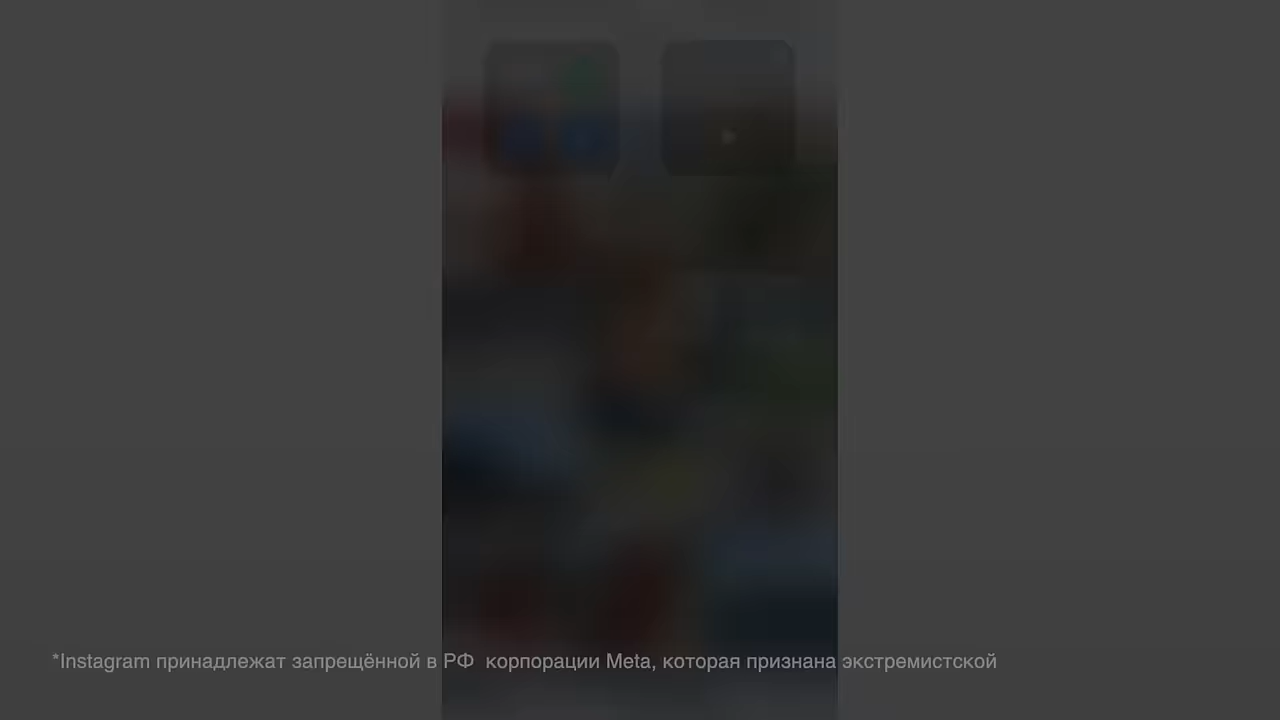 *Instagram принадлежат запрещённой в РФ  корпорации Meta, которая признана экстремистской